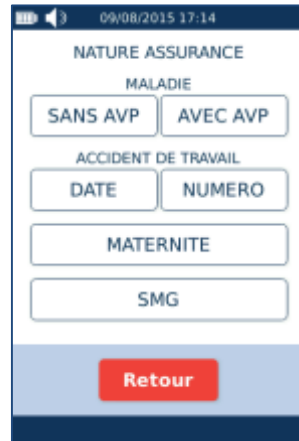 09/08/2015 17:14
NATURE ASSURANCE
MALADIE
SANS AVP AVEC AVP
ACCIDENT DE TRAVAIL
DATE NUMERO
MATERNITE
SMG
Retour